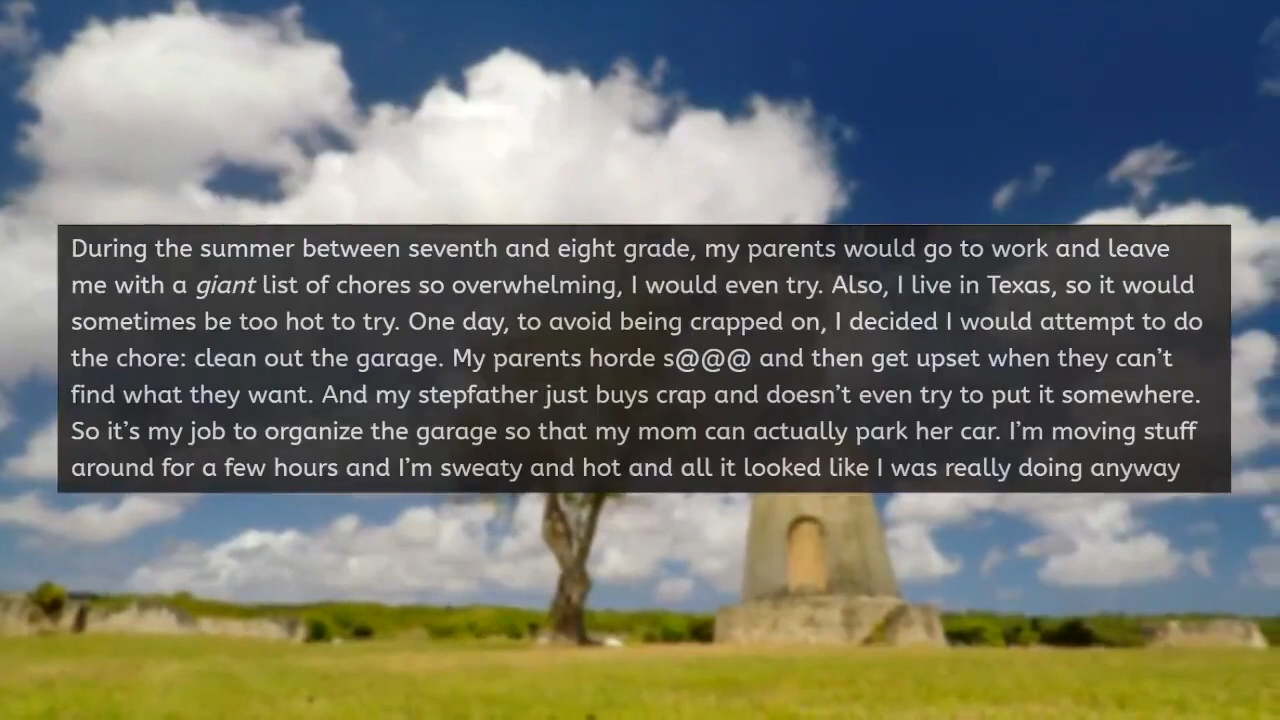 During the summer between seventh and eight grade, my parents would go to work and leave
me with a giant list of chores so overwhelming, I would even try. Also, I live in Texas, so it would
sometimes be too hot to try. One day, to avoid being crapped on, I decided I would attempt to do
the chore: clean out the garage. My parents horde s@@@ and then get upset when they can’t
find what they want. And my stepfather just buys crap and doesn’t even try to put it somewhere.
So it’s my job to organize the garage so that my mom can actually park her car. I’m moving stuff
around for a few hours and I’m sweaty and hot and all it looked like I was really doing anyway